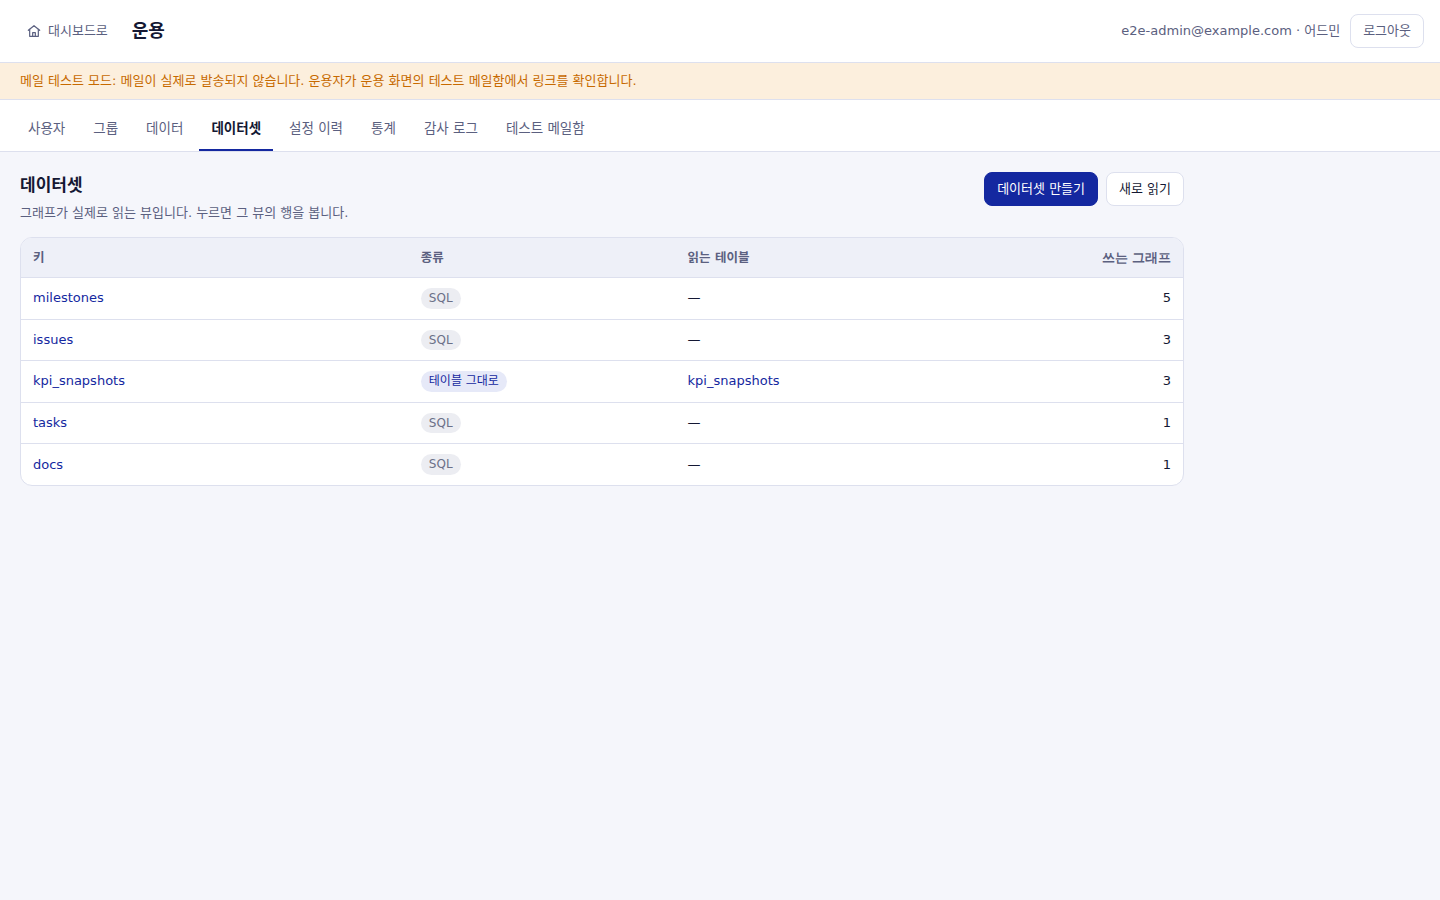 대시보드로
운용
e2e-admin@example.com · 어드민
로그아웃
메일 테스트 모드: 메일이 실제로 발송되지 않습니다. 운용자가 운용 화면의 테스트 메일함에서 링크를 확인합니다.
사용자 그룹 데이터 데이터셋 설정 이력 통계 감사 로그 테스트 메일함
데이터셋
데이터셋 만들기
새로 읽기
그래프가 실제로 읽는 뷰입니다. 누르면 그 뷰의 행을 봅니다.
키 종류 읽는 테이블 쓰는 그래프
milestones SQL — 5
issues SQL — 3
kpi_snapshots 테이블 그대로 kpi_snapshots 3
tasks SQL — 1
docs SQL — 1